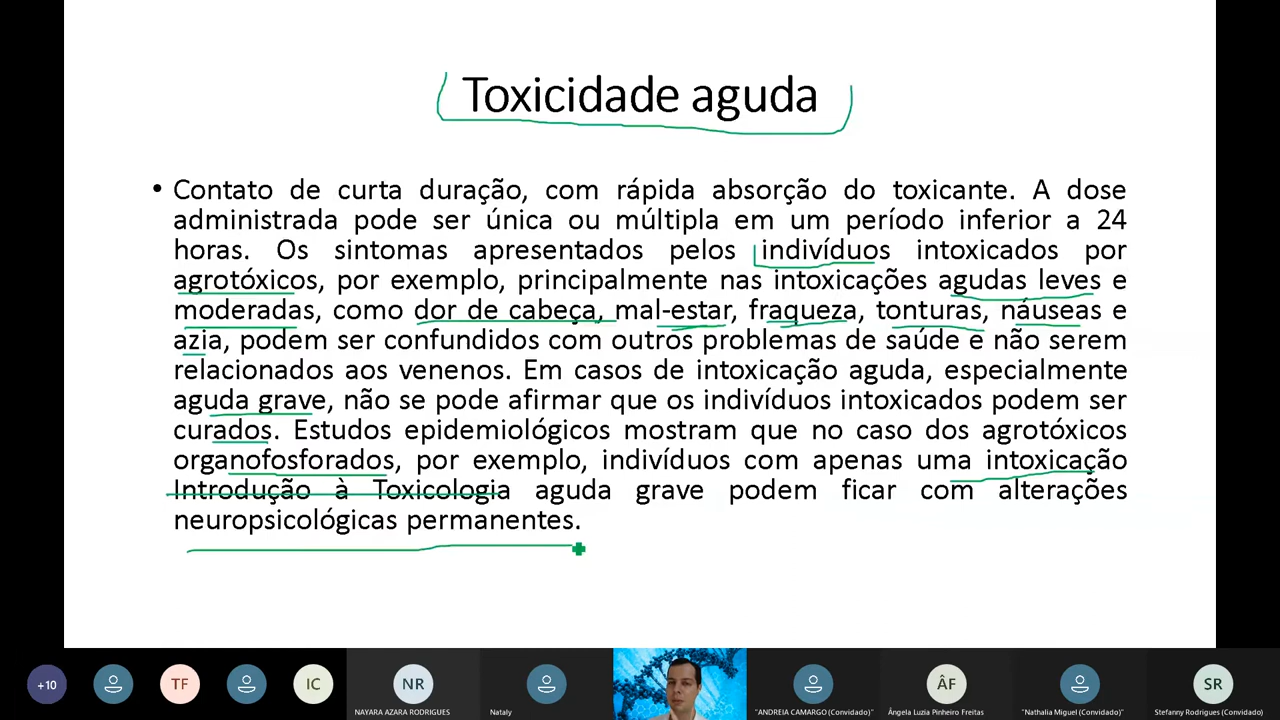 Toxicidade aguda
• Contato de curta duração, com rápida absorção do toxicante. A dose
administrada pode ser única ou múltipla em um período inferior a 24
horas. Os sintomas apresentados pelos indivíduos intoxicados por
agrotóxicos, por exemplo, principalmente nas intoxicações agudas leves e
moderadas, como dor de cabeça, mal-estar, fraqueza, tonturas, náuseas e
azia, podem ser confundidos com outros problemas de saúde e não serem
relacionados aos venenos. Em casos de intoxicação aguda, especialmente
aguda grave, não se pode afirmar que os indivíduos intoxicados podem ser
curados. Estudos epidemiológicos mostram que no caso dos agrotóxicos
organofosforados, por exemplo, indivíduos com apenas uma intoxicação
Introdução à Toxicologia aguda grave podem ficar com alterações
neuropsicológicas permanentes.
+10
TF
IC
NR
ÂF
SR
NAYARA AZARA RODRIGUES
Nataly
"ANDREIA CAMARGO (Convidado)"
Ângela Luzia Pinheiro Freitas
"Nathalia Miguel (Convidado)"
Stefanny Rodrigues (Convidado)